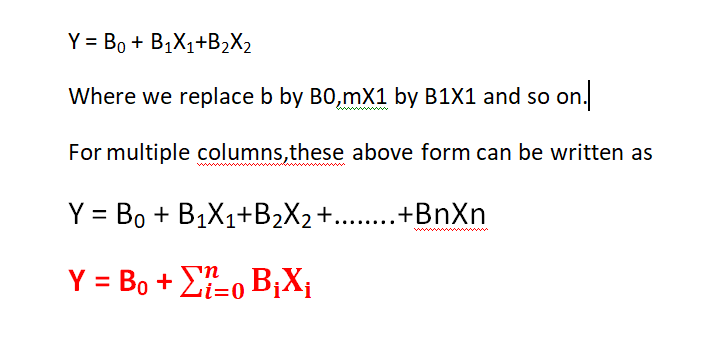 Y = B₀ + B₁X₁+B₂X₂
Where we replace b by B0,mX1 by B1X1 and so on.
For multiple columns,these above form can be written as
Y = B₀ + B₁X₁+B₂X₂+........+BnXn
Y = B₀ + ∑ⁿᵢ₌₀ BᵢXᵢ